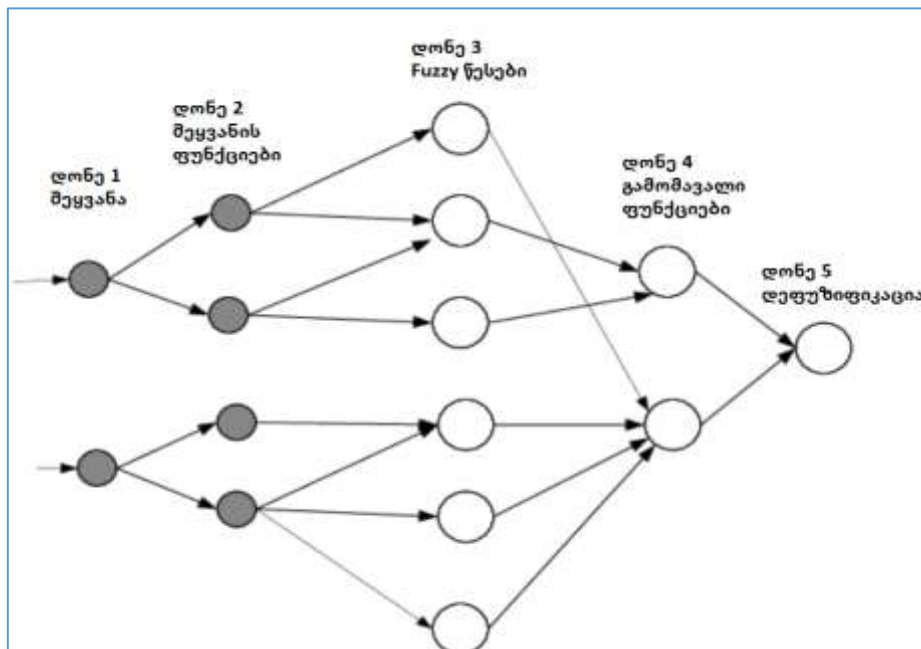 დონე 1
შეყვანა
დონე 2
შეყვანის
ფუნქციები
დონე 3
Fuzzy წესები
დონე 4
გამომავალი
ფუნქციები
დონე 5
დეფუზიფიკაცია